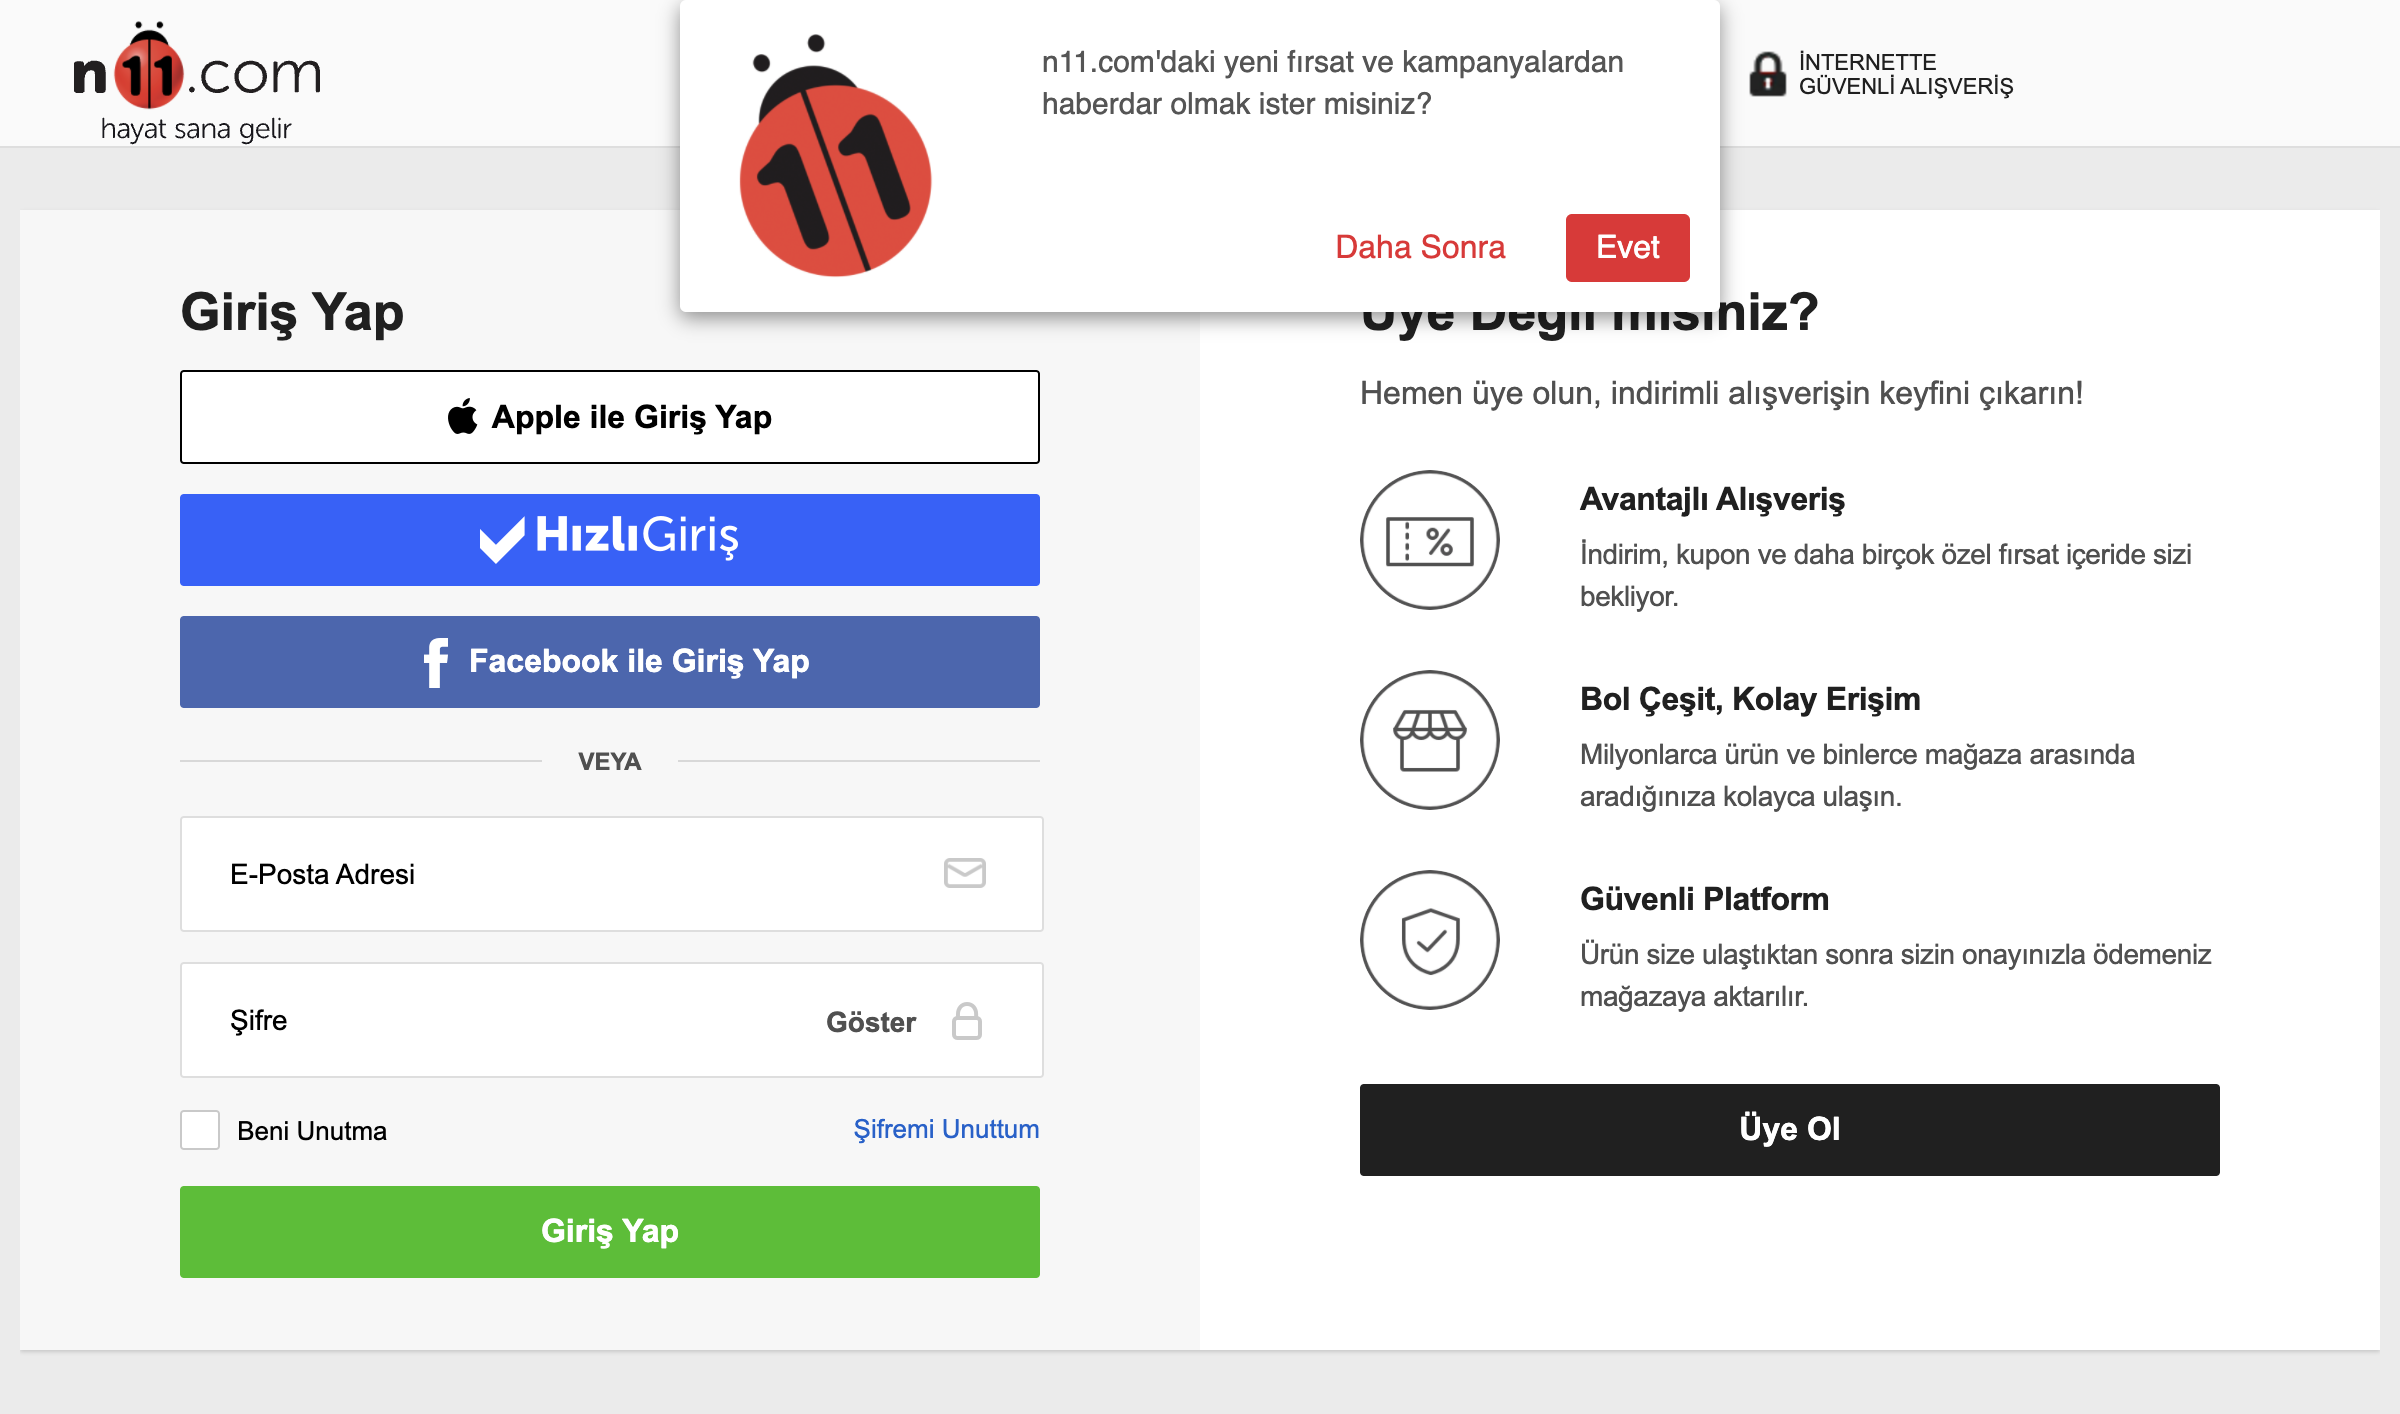 n11.com
hayat sana gelir
n11.com'daki yeni fırsat ve kampanyalardan
haberdar olmak ister misiniz?
Daha Sonra
Evet
11
İNTERNETTE
GÜVENLİ ALIŞVERİŞ
Giriş Yap
Apple ile Giriş Yap
HızlıGiriş
Facebook ile Giriş Yap
VEYA
E-Posta Adresi
Şifre
Göster
Beni Unutma
Şifremi Unuttum
Giriş Yap
Üye Değil misiniz?
Hemen üye olun, indirimli alışverişin keyfini çıkarın!
%
Avantajlı Alışveriş
İndirim, kupon ve daha birçok özel fırsat içeride sizi
bekliyor.
Bol Çeşit, Kolay Erişim
Milyonlarca ürün ve binlerce mağaza arasında
aradığınıza kolayca ulaşın.
Güvenli Platform
Ürün size ulaştıktan sonra sizin onayınızla ödemeniz
mağazaya aktarılır.
Üye Ol